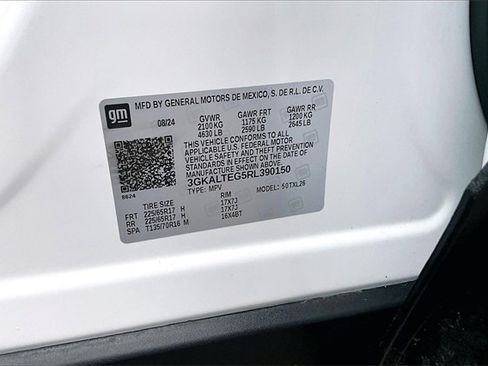 gm
MFD BY GENERAL MOTORS DE MEXICO, S. DE R.L. DE C.V.
08/24 GVWR GAWR FRT GAWR RR
2100 KG 1175 KG 1200 KG
4630 LB 2590 LB 2645 LB
THIS VEHICLE CONFORMS TO ALL
APPLICABLE U.S. FEDERAL MOTOR
VEHICLE SAFETY AND THEFT PREVENTION
STANDARDS IN EFFECT ON THE DATE OF
MANUFACTURE SHOWN ABOVE.
3GKALTEG5RL390150
8624 TYPE: MPV MODEL: 50TXL26
TIRE SIZE RIM
FRT 225/65R17 H 17X7J
RR 225/65R17 H 17X7J
SPA T135/70R16 M 16X4BT